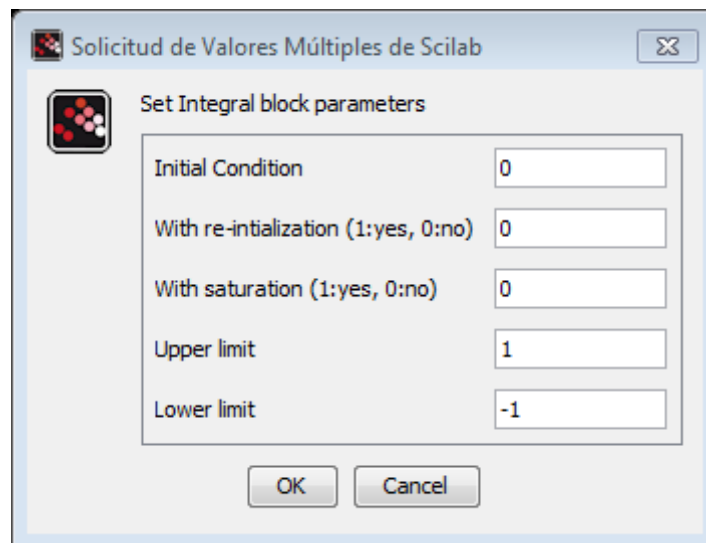 Solicitud de Valores Múltiples de Scilab
Set Integral block parameters
Initial Condition 0
With re-intialization (1:yes, 0:no) 0
With saturation (1:yes, 0:no) 0
Upper limit 1
Lower limit -1
OK Cancel